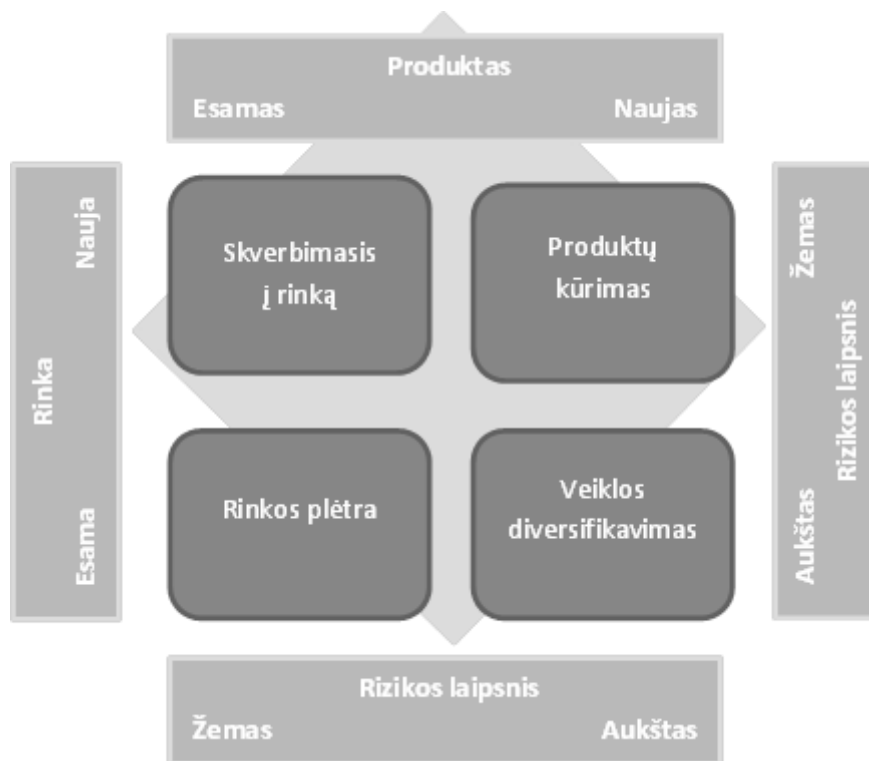 Produktas
Esamas Naujas
Rinka
Nauja
Esama
Skverbimasis
į rinką
Produktų
kūrimas
Rinkos plėtra
Veiklos
diversifikavimas
Žemas
Aukštas
Rizikos laipsnis
Rizikos laipsnis
Žemas Aukštas